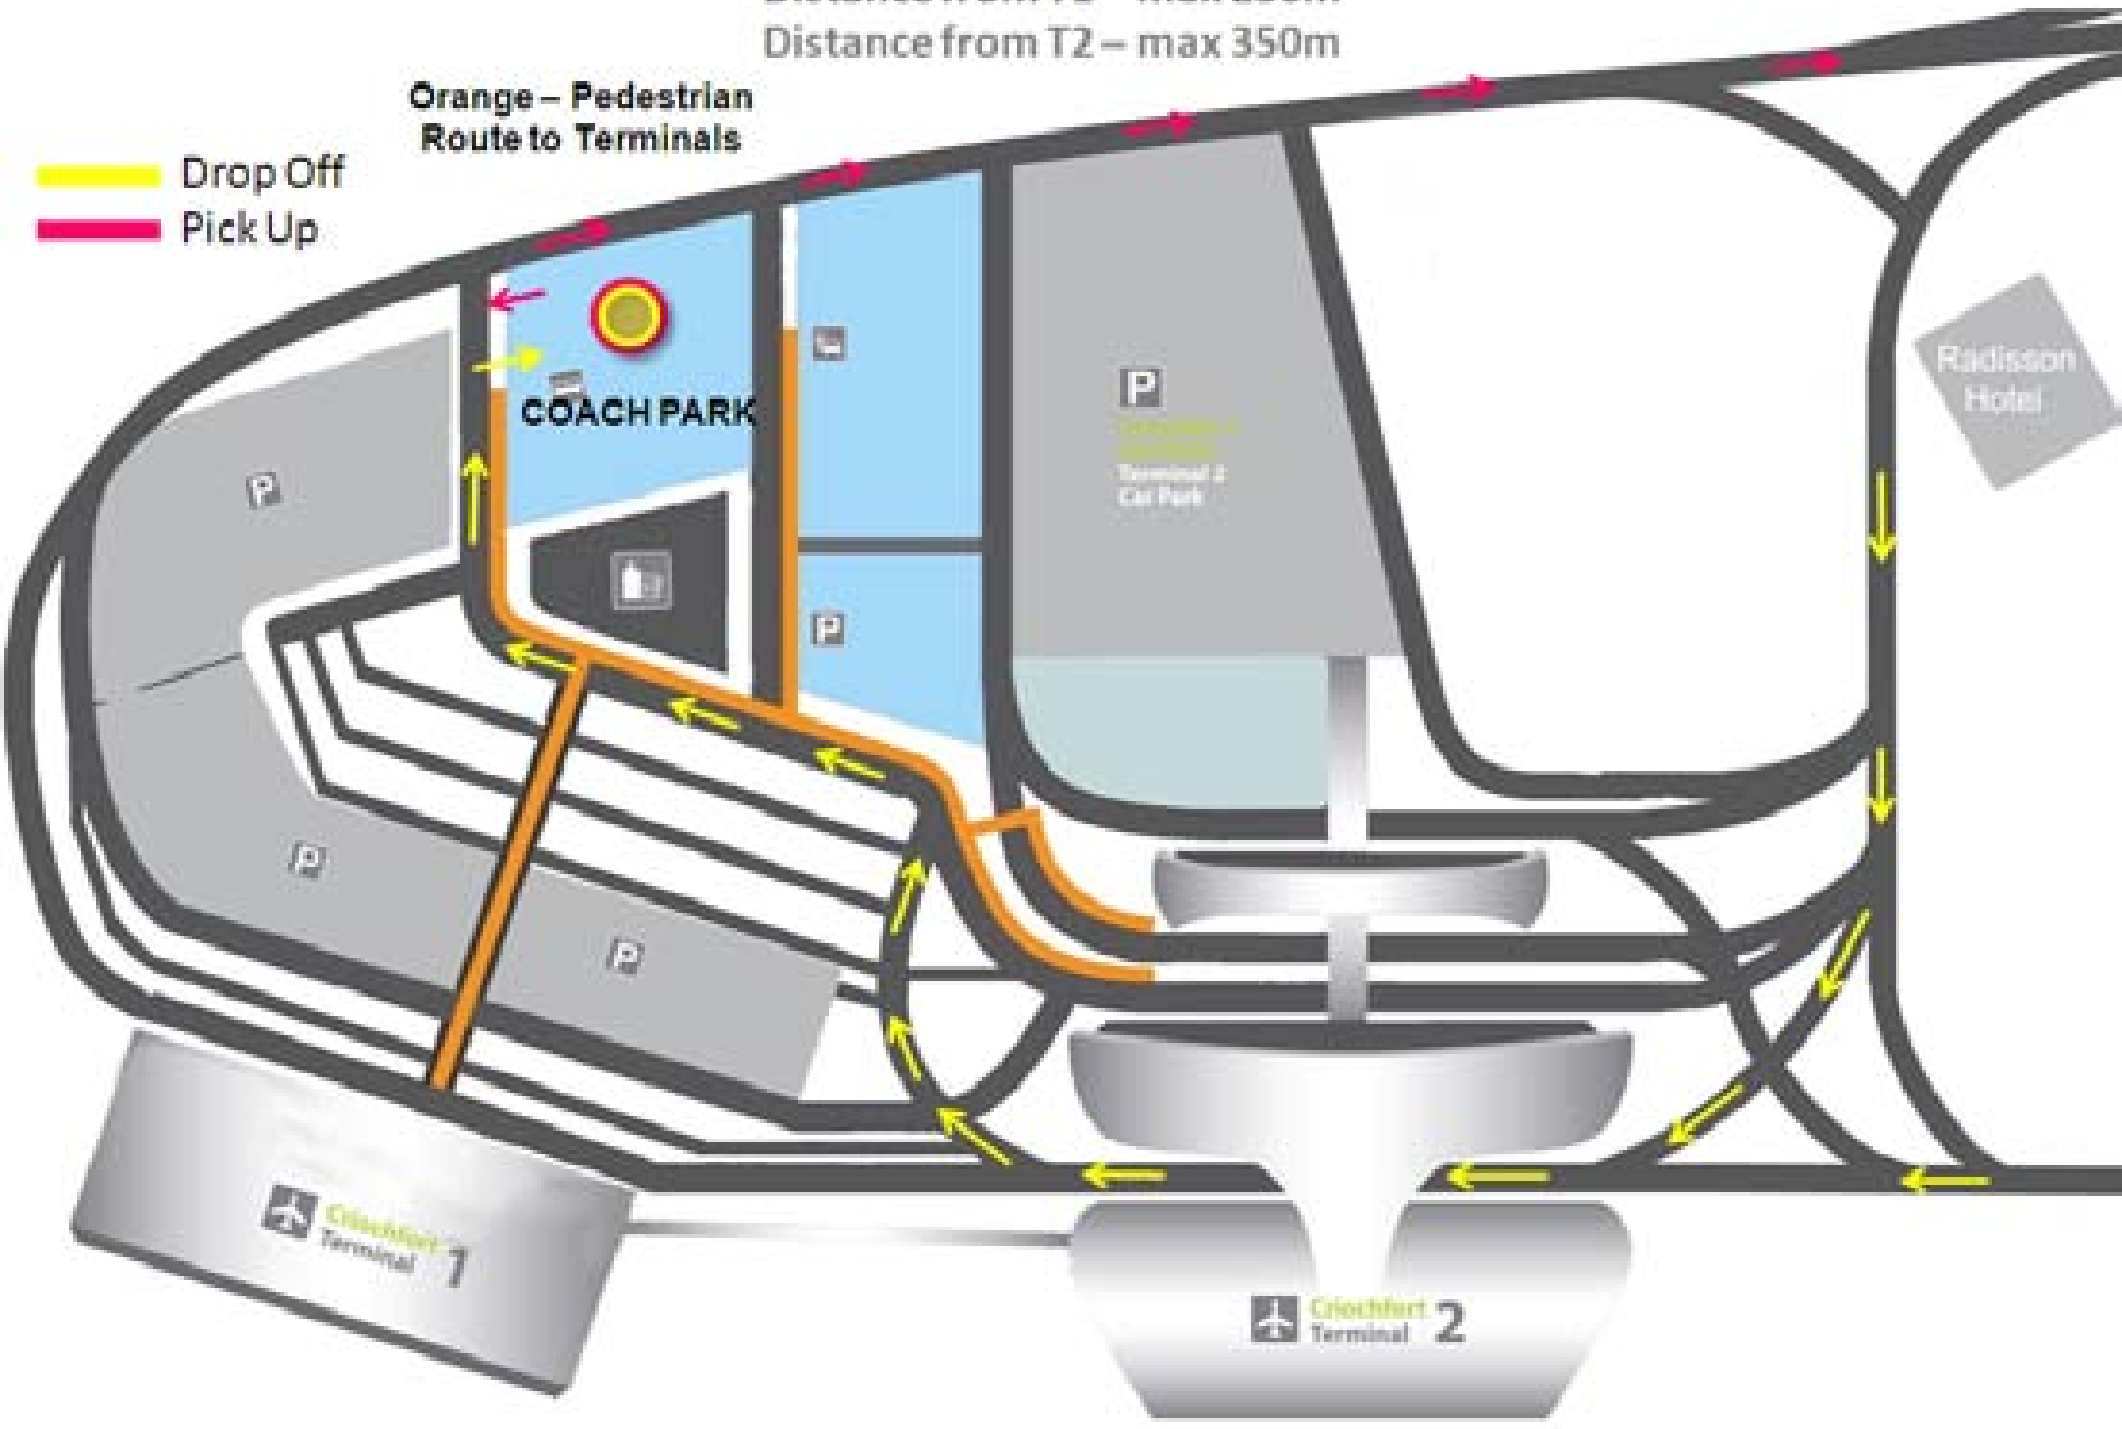 Distance from T2 – max 350m
Orange – Pedestrian
Route to Terminals
Drop Off
Pick Up
COACH PARK
P
Terminal 2
Car Park
Radisson
Hotel
P
P
P
P
Críochfort
Terminal 1
Críochfort
Terminal 2